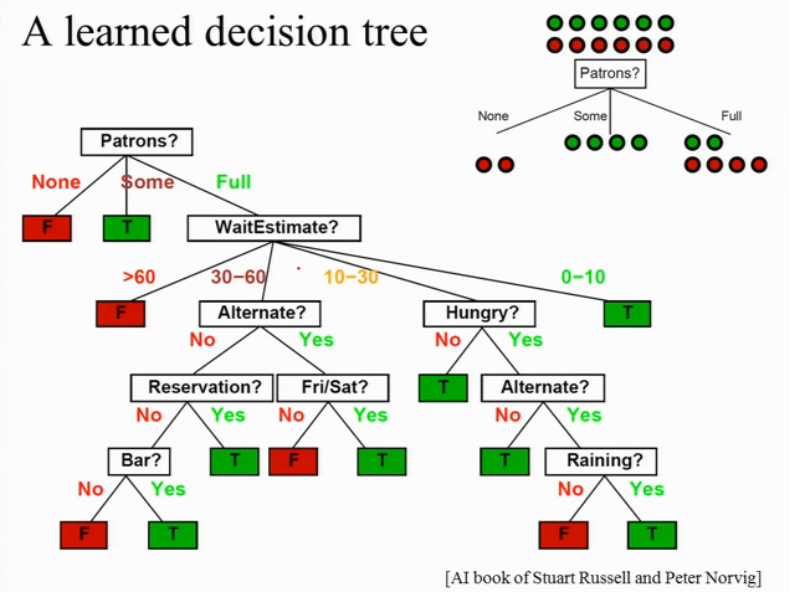 A learned decision tree
Patrons?
None Some Full
Patrons?
None Some Full
F T WaitEstimate?
>60 30−60 10−30 0−10
F Alternate? Hungry? T
No Yes No Yes
Reservation? Fri/Sat? T Alternate?
No Yes No Yes No Yes
Bar? T F T T Raining?
No Yes No Yes
F T F T
[AI book of Stuart Russell and Peter Norvig]